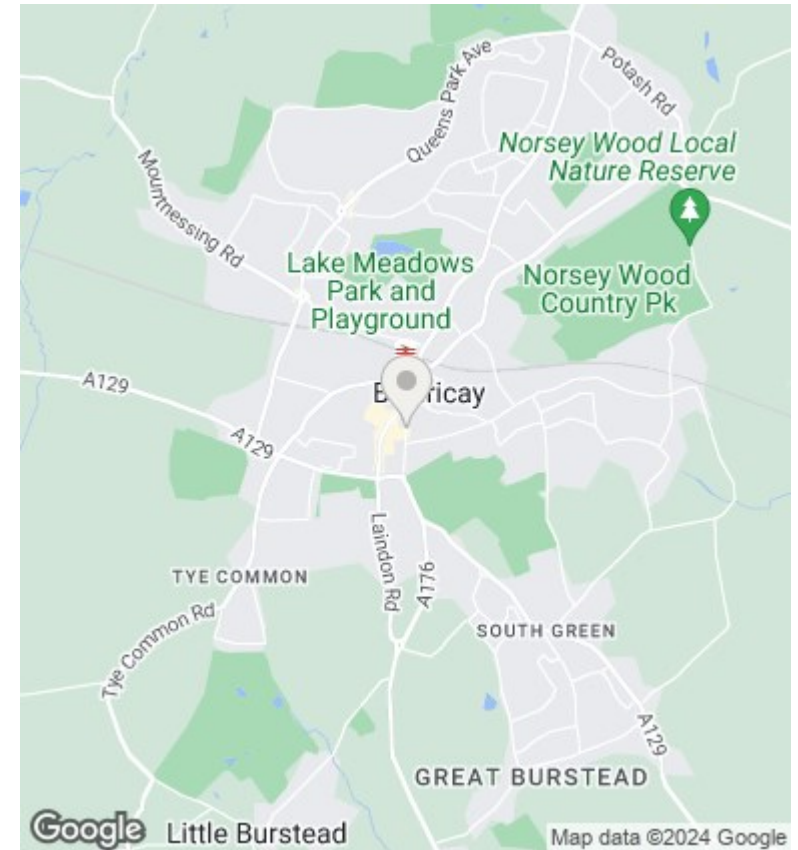 Queens Park Ave
Potash Rd
Norsey Wood Local
Nature Reserve
Mountnessing Rd
Lake Meadows
Park and
Playground
Norsey Wood
Country Pk
A129
A129
Laindon Rd
TYE COMMON
A176
SOUTH GREEN
Tye Common Rd
A129
GREAT BURSTEAD
Google
Little Burstead
Map data ©2024 Google